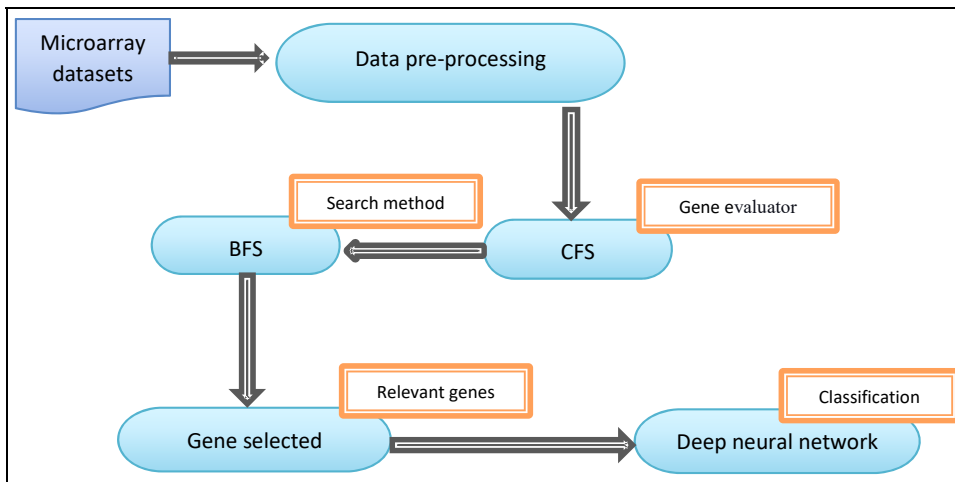 Microarray
datasets
Data pre-processing
Search method
Gene evaluator
BFS
CFS
Relevant genes
Classification
Gene selected
Deep neural network